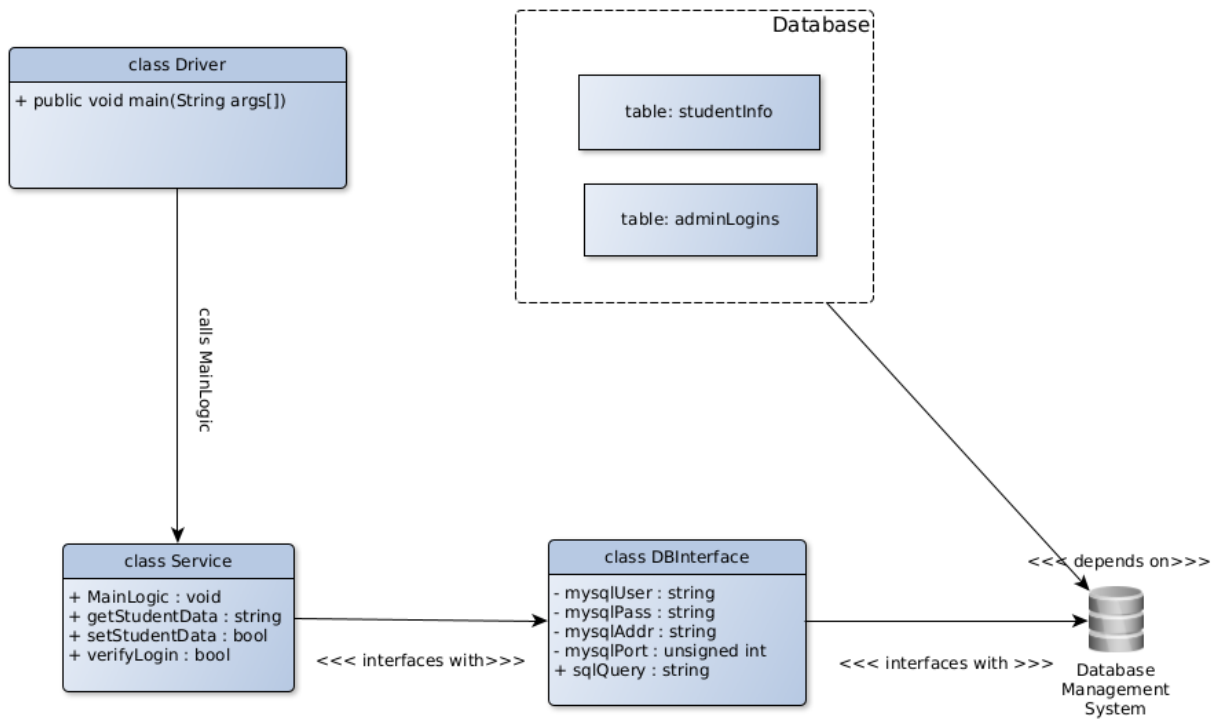 Database
class Driver
+ public void main(String args[])
table: studentInfo
table: adminLogins
calls MainLogic
class Service
+ MainLogic : void
+ getStudentData : string
+ setStudentData : bool
+ verifyLogin : bool
<<< interfaces with>>>
class DBInterface
- mysqlUser : string
- mysqlPass : string
- mysqlAddr : string
- mysqlPort : unsigned int
+ sqlQuery : string
<<< interfaces with >>>
<<< depends on>>>
Database
Management
System